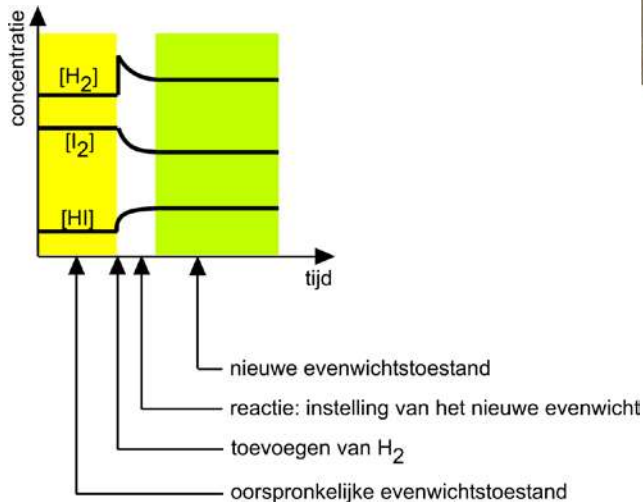 concentratie
[H₂]
[I₂]
[HI]
tijd
nieuwe evenwichtstoestand
reactie: instelling van het nieuwe evenwicht
toevoegen van H₂
oorspronkelijke evenwichtstoestand